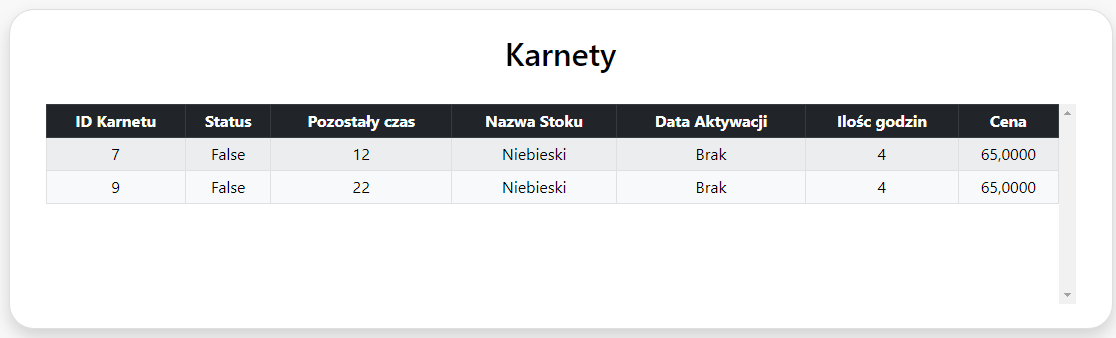 Karnety
ID Karnetu Status Pozostały czas Nazwa Stoku Data Aktywacji Ilośc godzin Cena
7 False 12 Niebieski Brak 4 65,0000
9 False 22 Niebieski Brak 4 65,0000